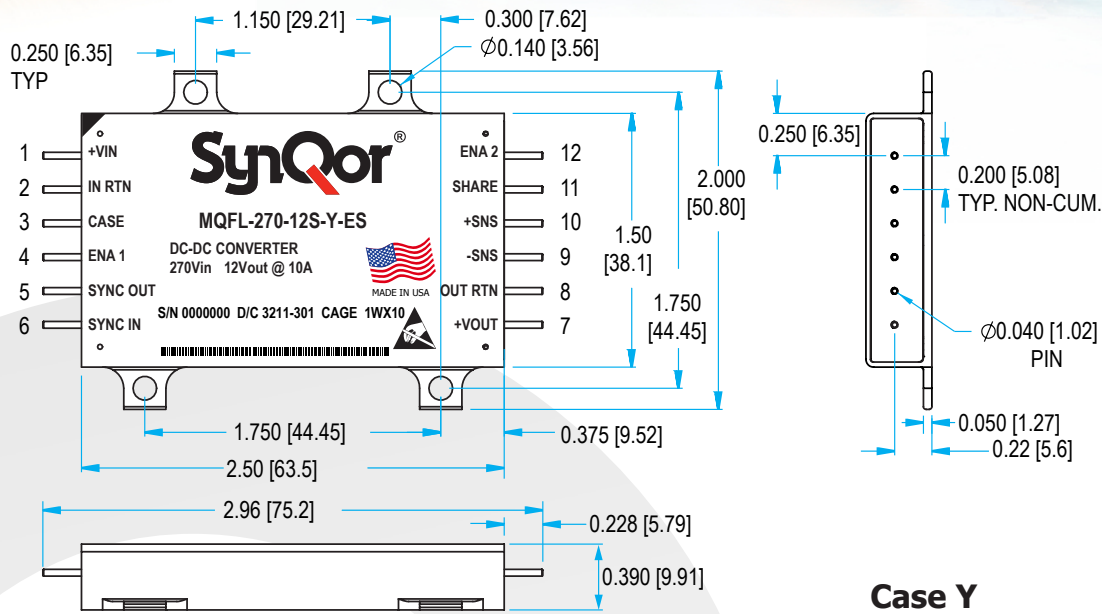 1.150 [29.21]
0.300 [7.62]
0.250 [6.35]
TYP
Ø0.140 [3.56]
SynQor®
MQFL-270-12S-Y-ES
DC-DC CONVERTER
270Vin 12Vout @ 10A
MADE IN USA
S/N 0000000 D/C 3211-301 CAGE 1WX10
1 +VIN
2 IN RTN
3 CASE
4 ENA 1
5 SYNC OUT
6 SYNC IN
ENA 2 12
SHARE 11
+SNS 10
-SNS 9
OUT RTN 8
+VOUT 7
2.000
[50.80]
1.50
[38.1]
1.750
[44.45]
0.250 [6.35]
0.200 [5.08]
TYP. NON-CUM.
Ø0.040 [1.02]
PIN
0.050 [1.27]
0.22 [5.6]
1.750 [44.45]
0.375 [9.52]
2.50 [63.5]
2.96 [75.2]
0.228 [5.79]
0.390 [9.91]
Case Y